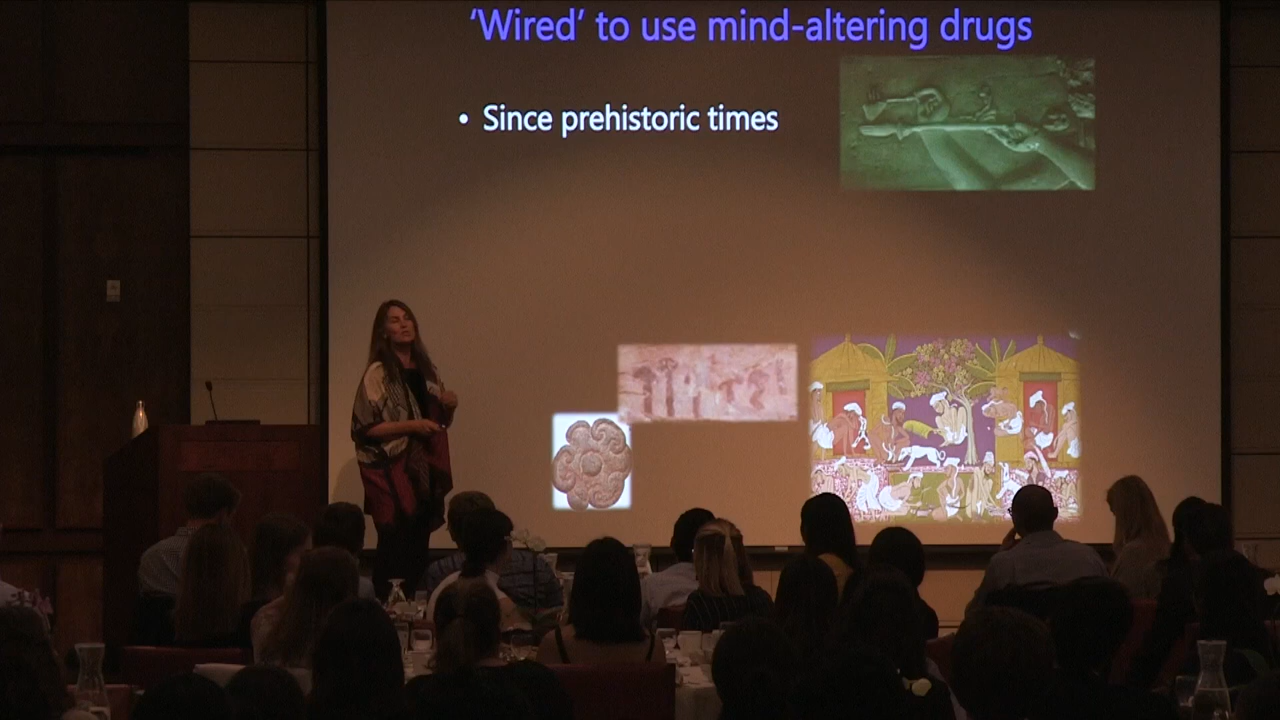 ‘Wired’ to use mind-altering drugs
• Since prehistoric times